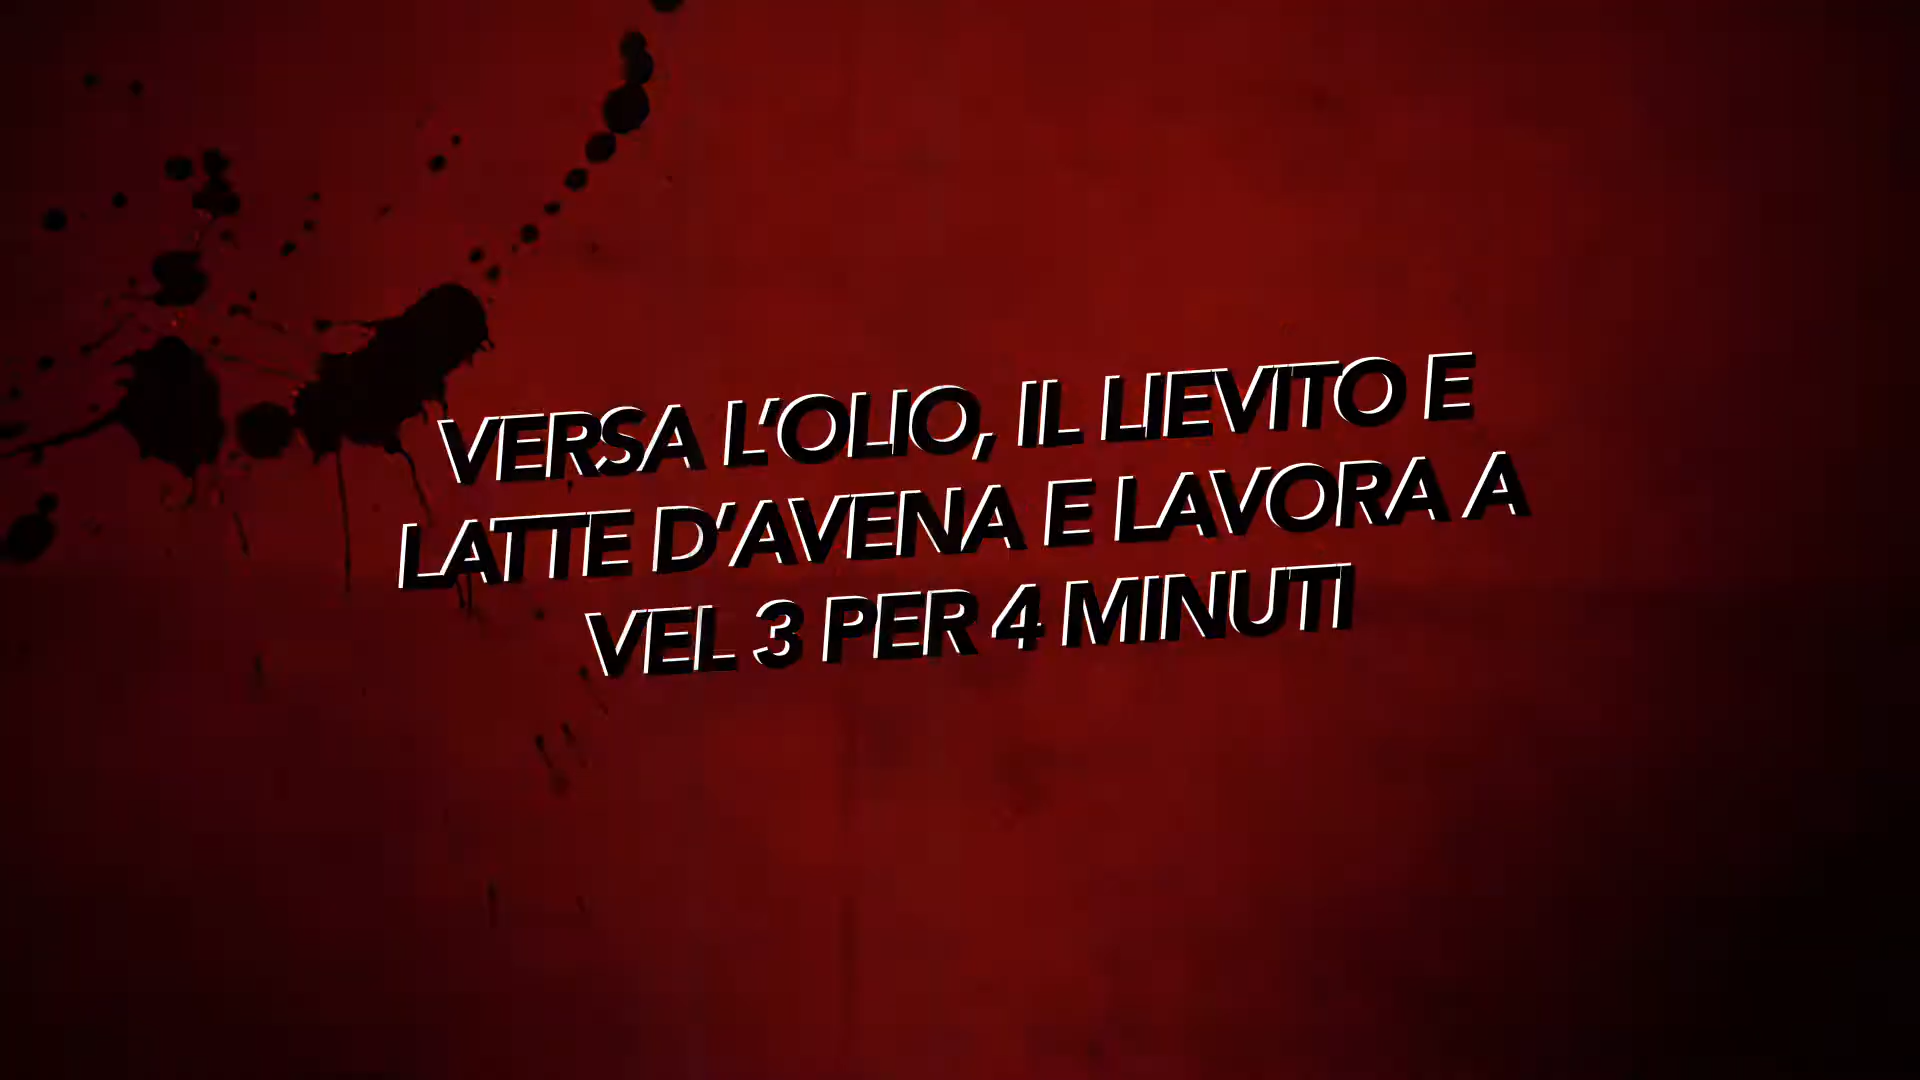 VERSA L’OLIO, IL LIEVITO E
LATTE D’AVENA E LAVORA A
VEL 3 PER 4 MINUTI